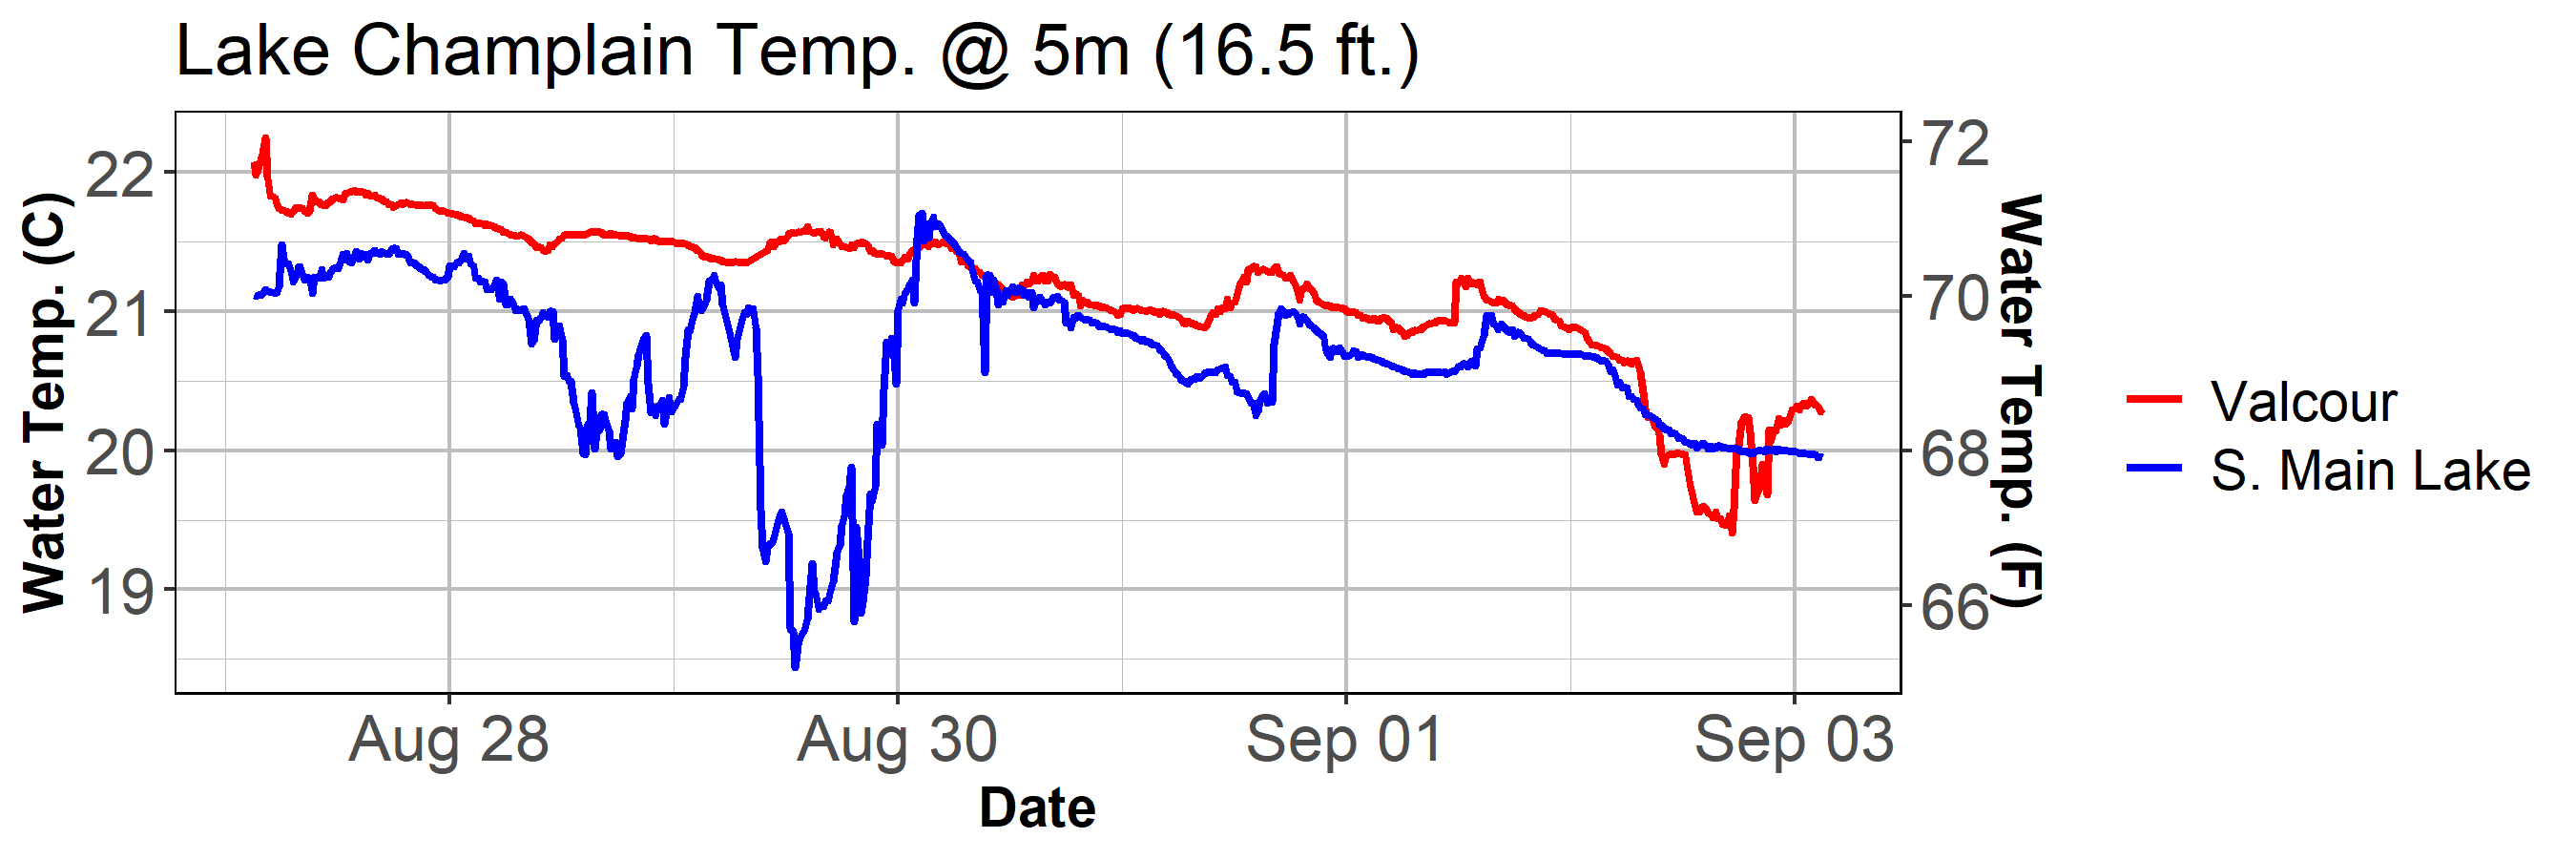 Lake Champlain Temp. @ 5m (16.5 ft.)
Water Temp. (C)
22
21
20
19
72
70
68
66
Water Temp. (F)
Aug 28
Aug 30
Sep 01
Sep 03
Date
Valcour
S. Main Lake